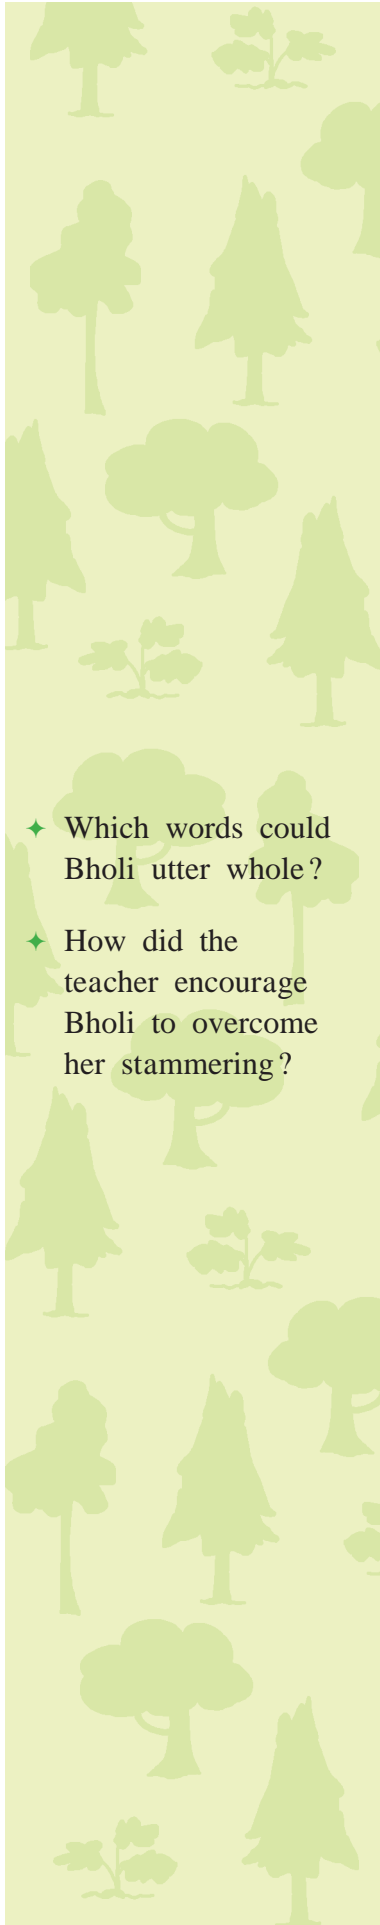 ✦ Which words could
Bholi utter whole?
✦ How did the
teacher encourage
Bholi to overcome
her stammering?